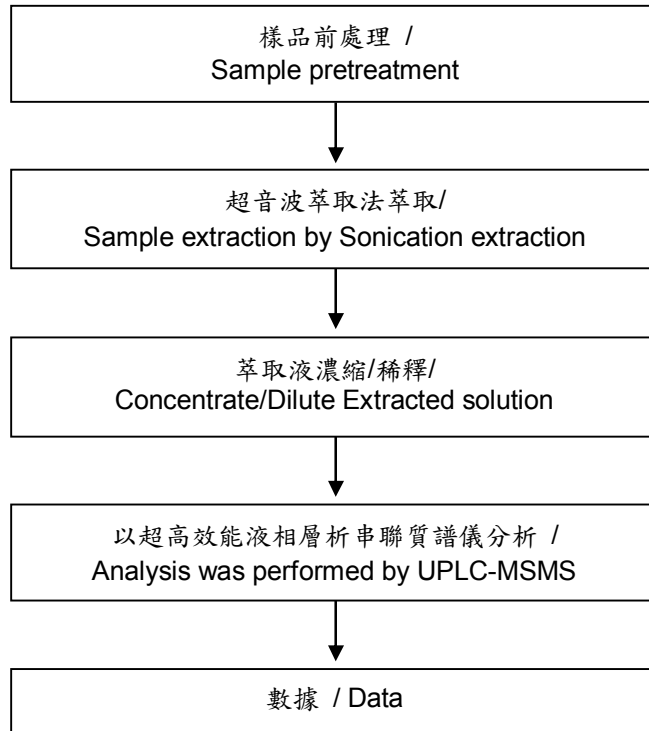 樣品前處理 /
Sample pretreatment
超音波萃取法萃取/
Sample extraction by Sonication extraction
萃取液濃縮/稀釋/
Concentrate/Dilute Extracted solution
以超高效能液相層析串聯質譜儀分析 /
Analysis was performed by UPLC-MSMS
數據 / Data